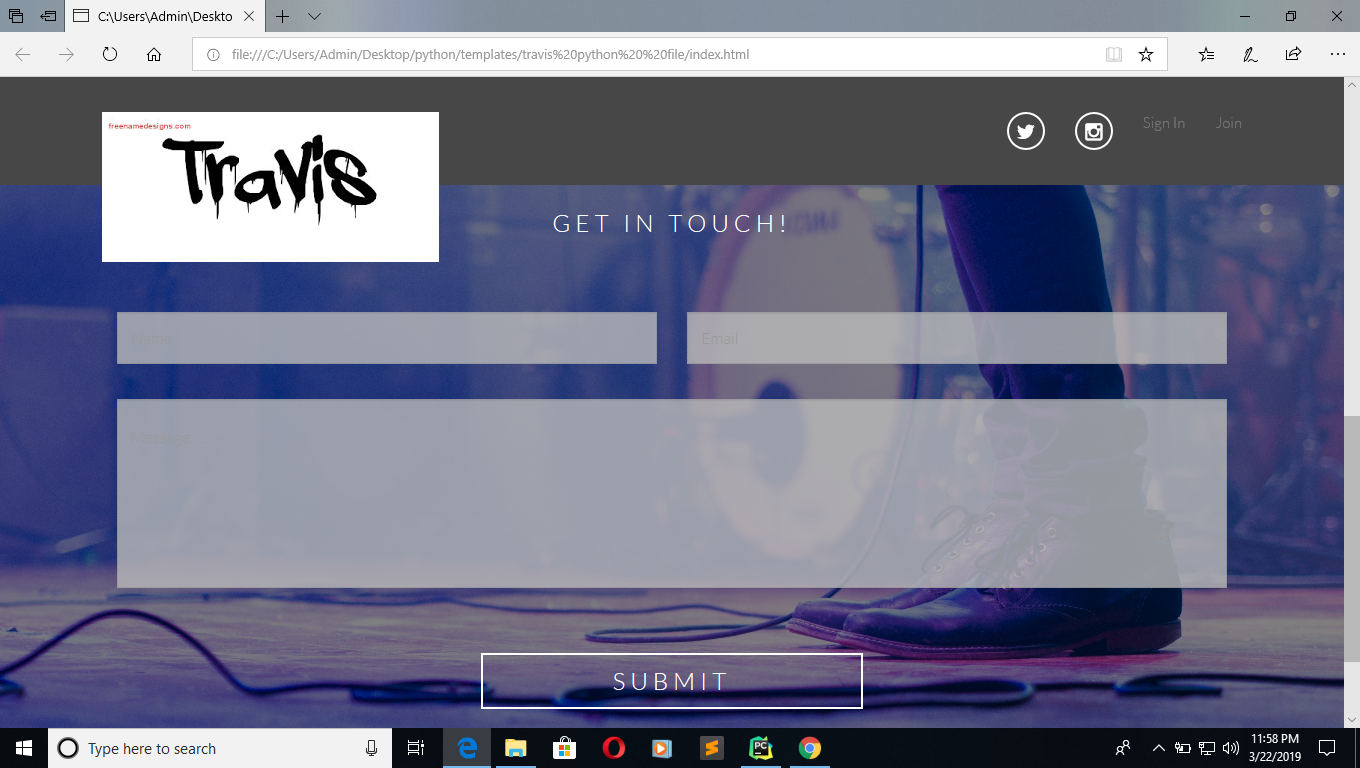 C:\Users\Admin\Deskto
file:///C:/Users/Admin/Desktop/python/templates/travis%20python%20%20file/index.html
freenamedesigns.com
Travis
Sign In
Join
GET IN TOUCH!
Name
Email
Message
SUBMIT
Type here to search
PC
11:58 PM
3/22/2019